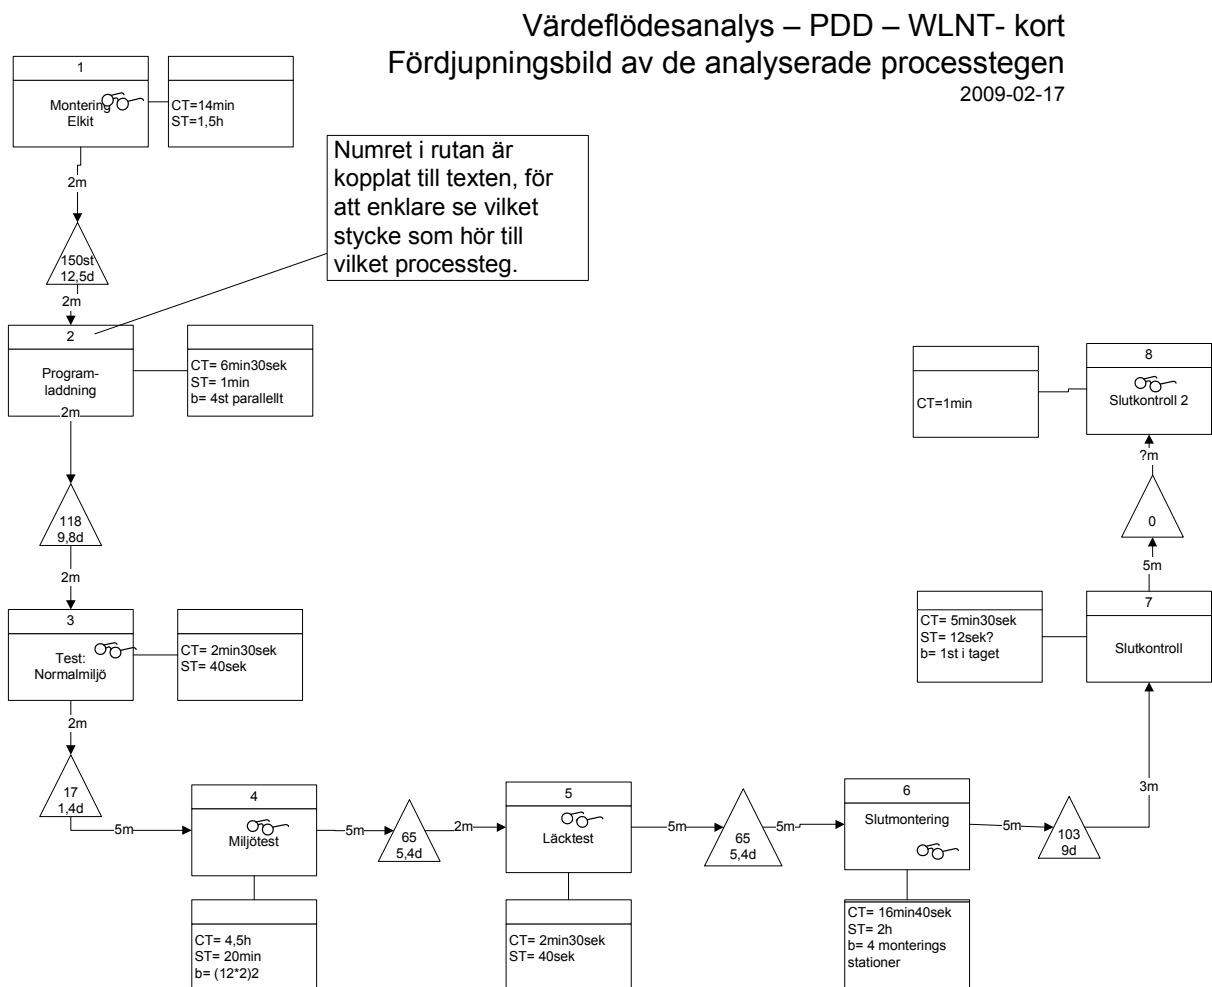 Värdeflödesanalys – PDD – WLNT- kort
Fördjupningsbild av de analyserade processtegen
2009-02-17
1
Montering
Elkit
CT=14min
ST=1,5h
2m
150st
12,5d
2m
Numret i rutan är
kopplat till texten, för
att enklare se vilket
stycke som hör till
vilket processteg.
2
Program-
laddning
CT= 6min30sek
ST= 1min
b= 4st parallellt
2m
118
9,8d
2m
3
Test:
Normalmiljö
CT= 2min30sek
ST= 40sek
2m
17
1,4d
5m
4
Miljötest
CT= 4,5h
ST= 20min
b= (12*2)2
5m
65
5,4d
2m
5
Läcktest
CT= 2min30sek
ST= 40sek
5m
65
5,4d
5m
6
Slutmontering
CT= 16min40sek
ST= 2h
b= 4 monterings
stationer
5m
103
9d
3m
7
Slutkontroll
CT= 5min30sek
ST= 12sek?
b= 1st i taget
5m
0
?m
8
Slutkontroll 2
CT=1min